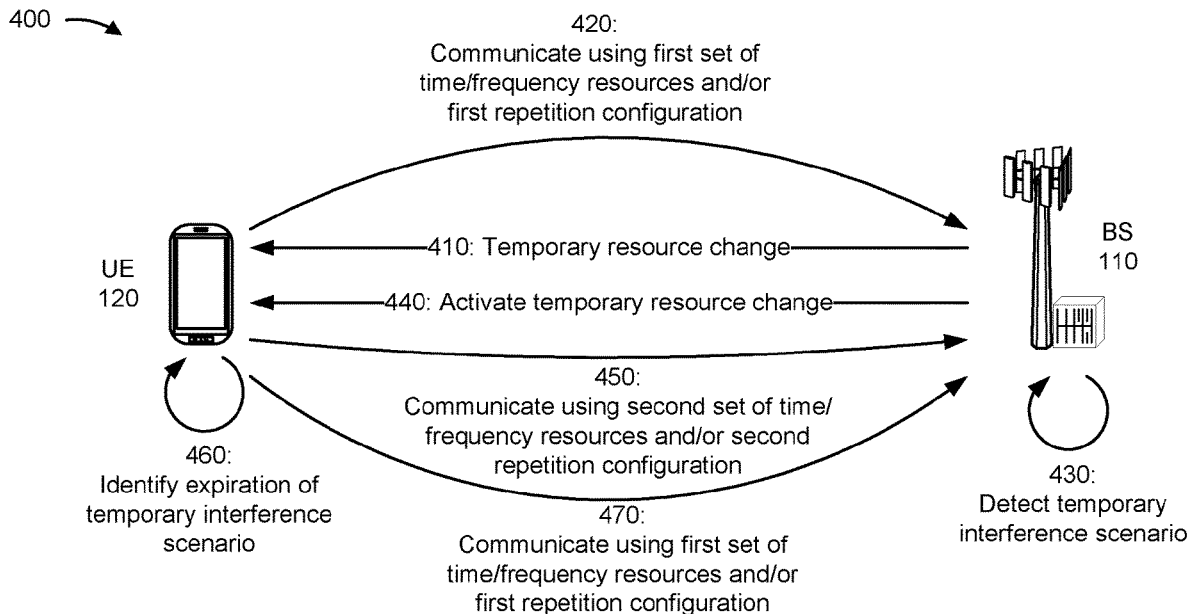 400
420:
Communicate using first set of
time/frequency resources and/or
first repetition configuration
410: Temporary resource change
UE
120
BS
110
440: Activate temporary resource change
450:
Communicate using second set of time/
frequency resources and/or second
repetition configuration
460:
Identify expiration of
temporary interference
scenario
430:
Detect temporary
interference scenario
470:
Communicate using first set of
time/frequency resources and/or
first repetition configuration